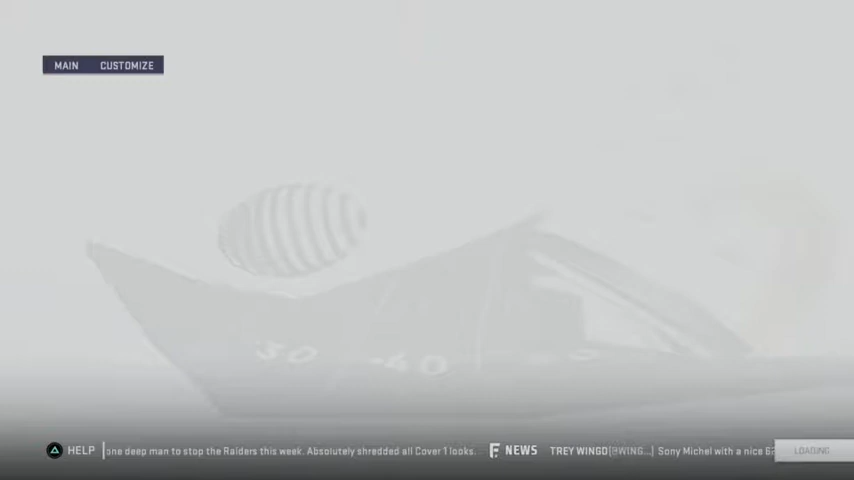 MAIN CUSTOMIZE
30 40
HELP one deep man to stop the Raiders this week. Absolutely shredded all Cover 1 looks. NEWS TREY WINGO[@WING...] Sony Michel with a nice LOADING